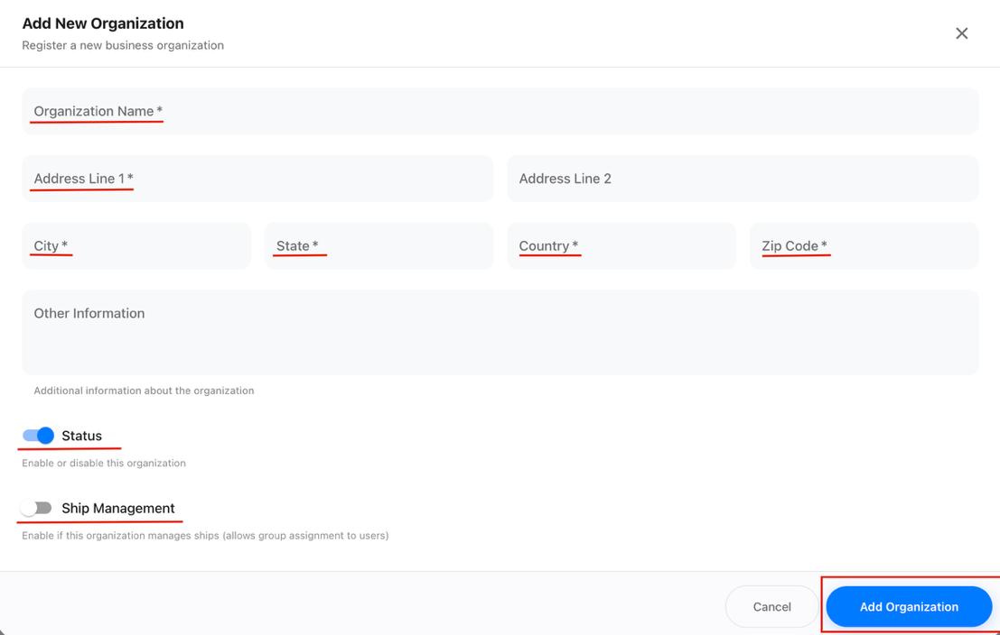 Add New Organization
Register a new business organization
Organization Name *
Address Line 1 *
Address Line 2
City *
State *
Country *
Zip Code *
Other Information
Additional information about the organization
Status
Enable or disable this organization
Ship Management
Enable if this organization manages ships (allows group assignment to users)
Cancel
Add Organization